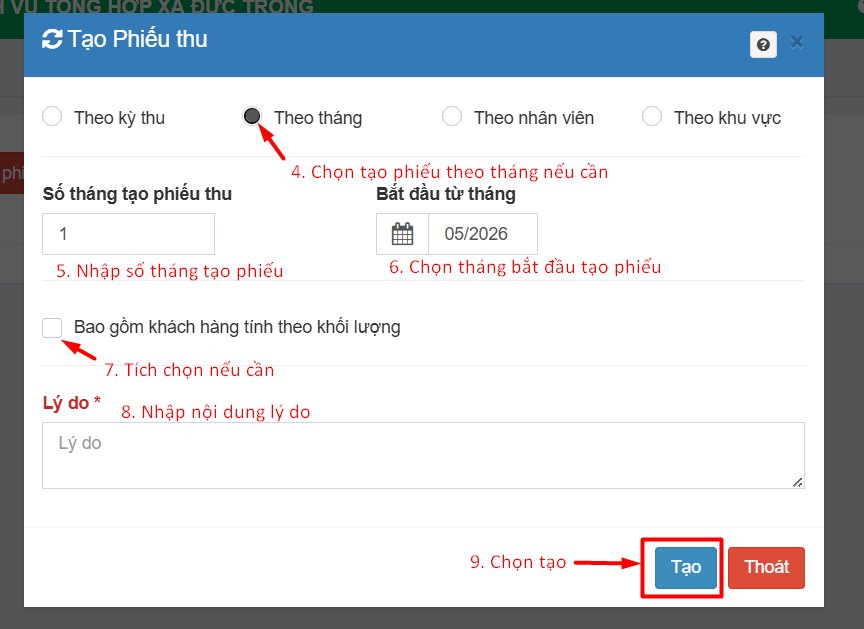 VỤ TỔNG HỢP XÃ ĐỨC TRỌNG
Tạo Phiếu thu
Theo kỳ thu
Theo tháng
Theo nhân viên
Theo khu vực
phi
4. Chọn tạo phiếu theo tháng nếu cần
Số tháng tạo phiếu thu
Bắt đầu từ tháng
1
05/2026
5. Nhập số tháng tạo phiếu
6. Chọn tháng bắt đầu tạo phiếu
Bao gồm khách hàng tính theo khối lượng
7. Tích chọn nếu cần
Lý do *
8. Nhập nội dung lý do
Lý do
9. Chọn tạo
Tạo
Thoát